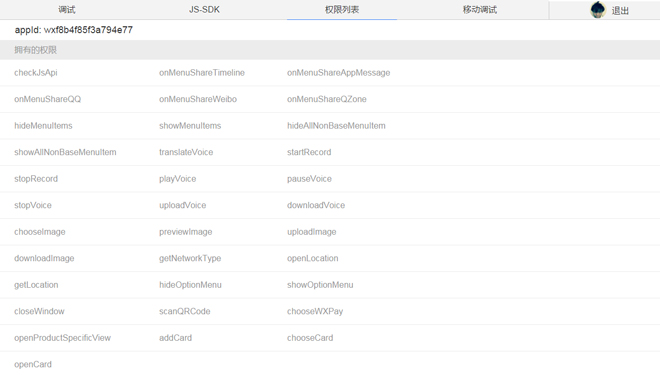 调试 JS-SDK 权限列表 移动调试 退出
appId: wxf8b4f85f3a794e77
拥有的权限
checkJsApi onMenuShareTimeline onMenuShareAppMessage
onMenuShareQQ onMenuShareWeibo onMenuShareQZone
hideMenuItems showMenuItems hideAllNonBaseMenuItem
showAllNonBaseMenuItem translateVoice startRecord
stopRecord playVoice pauseVoice
stopVoice uploadVoice downloadVoice
chooseImage previewImage uploadImage
downloadImage getNetworkType openLocation
getLocation hideOptionMenu showOptionMenu
closeWindow scanQRCode chooseWXPay
openProductSpecificView addCard chooseCard
openCard